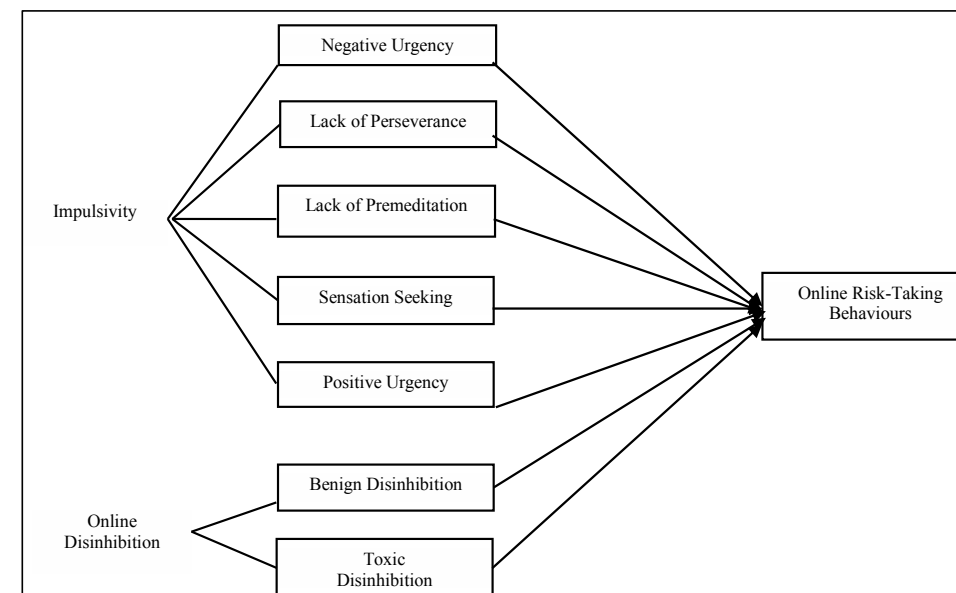 Negative Urgency
Lack of Perseverance
Impulsivity
Lack of Premeditation
Sensation Seeking
Online Risk-Taking
Behaviours
Positive Urgency
Benign Disinhibition
Online
Disinhibition
Toxic
Disinhibition